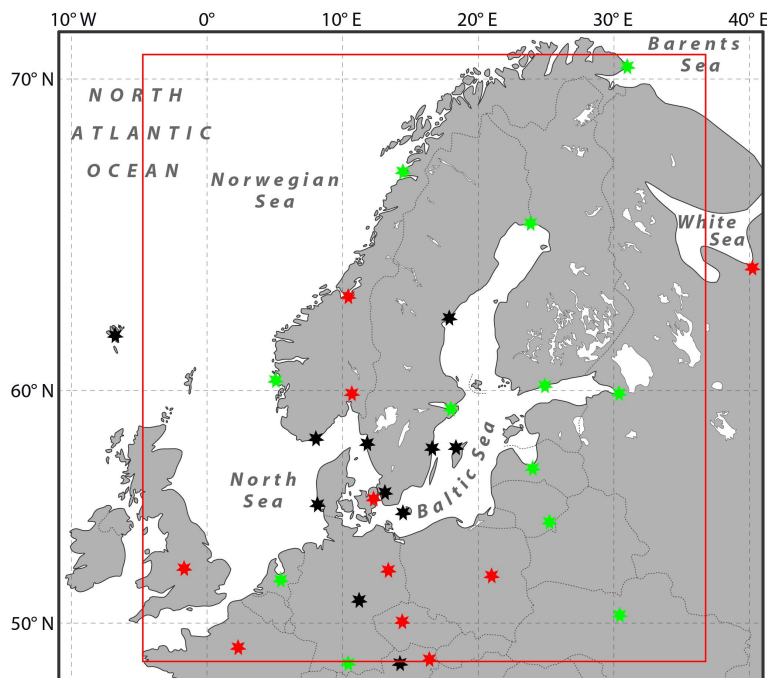 10° W
0°
10° E
20° E
30° E
40° E
Barents
Sea
70° N
NORTH
ATLANTIC
OCEAN
Norwegian
Sea
White
Sea
60° N
North
Sea
Baltic Sea
50° N